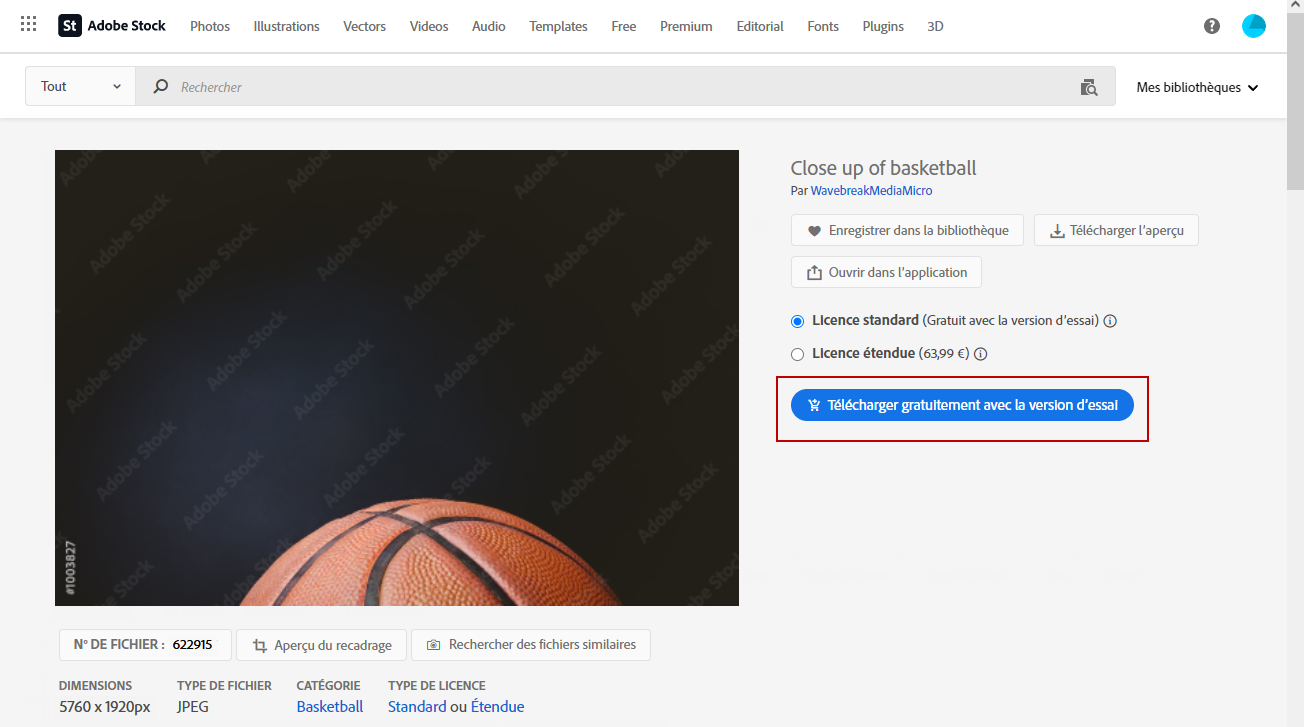 St Adobe Stock Photos Illustrations Vectors Videos Audio Templates Free Premium Editorial Fonts Plugins 3D ?
Tout Rechercher Mes bibliothèques
Close up of basketball
Par WavebreakMediaMicro
Enregistrer dans la bibliothèque Télécharger l'aperçu
Ouvrir dans l'application
Licence standard (Gratuit avec la version d'essai)
Licence étendue (63,99 €)
Télécharger gratuitement avec la version d'essai
Adobe Stock
#1003827
N° DE FICHIER : 622915 Aperçu du recadrage Rechercher des fichiers similaires
DIMENSIONS TYPE DE FICHIER CATÉGORIE TYPE DE LICENCE
5760 x 1920px JPEG Basketball Standard ou Étendue